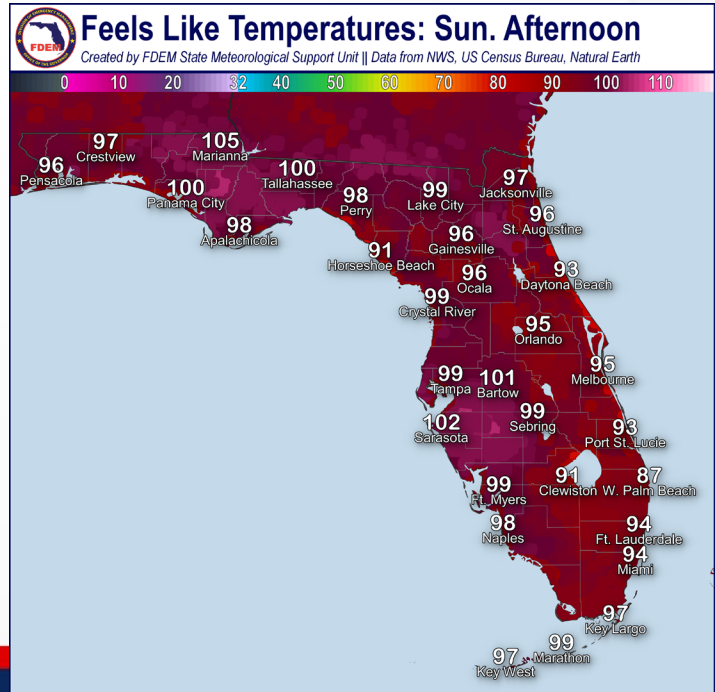 FDEM
Feels Like Temperatures: Sun. Afternoon
Created by FDEM State Meteorological Support Unit || Data from NWS, US Census Bureau, Natural Earth
0 10 20 32 40 50 60 70 80 90 100 110
105
Marianna
97
Crestview
96
Pensacola
100
Tallahassee
100
Panama City
98
Perry
99
Lake City
97
Jacksonville
98
Apalachicola
96
St. Augustine
96
Gainesville
91
Horseshoe Beach
96
Ocala
93
Daytona Beach
99
Crystal River
95
Orlando
95
Melbourne
99
Tampa
101
Bartow
99
Sebring
102
Sarasota
93
Port St. Lucie
91
Clewiston
87
W. Palm Beach
99
Ft. Myers
98
Naples
94
Ft. Lauderdale
94
Miami
97
Key Largo
99
Marathon
97
Key West